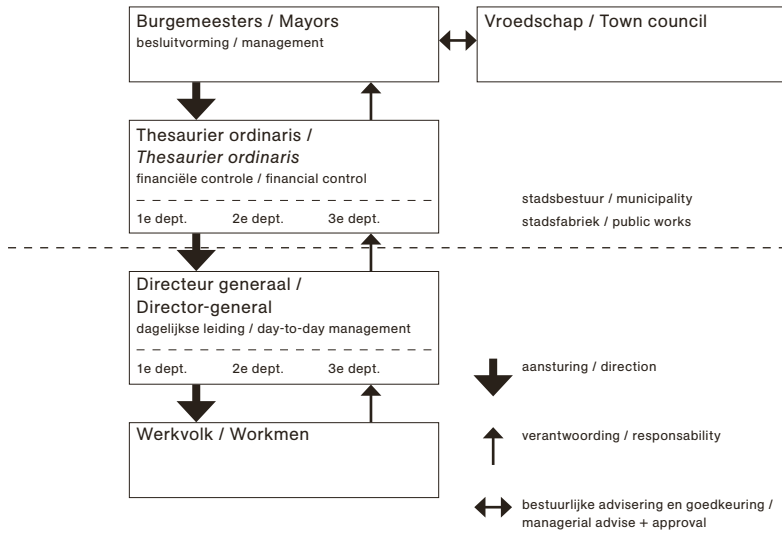 Burgemeesters / Mayors
besluitvorming / management
Vroedschap / Town council
Thesaurier ordinaris /
Thesaurier ordinaris
financiële controle / financial control
1e dept. 2e dept. 3e dept.
stadsbestuur / municipality
stadsfabriek / public works
Directeur generaal /
Director-general
dagelijkse leiding / day-to-day management
1e dept. 2e dept. 3e dept.
Werkvolk / Workmen
aansturing / direction
verantwoording / responsability
bestuurlijke advisering en goedkeuring /
managerial advise + approval